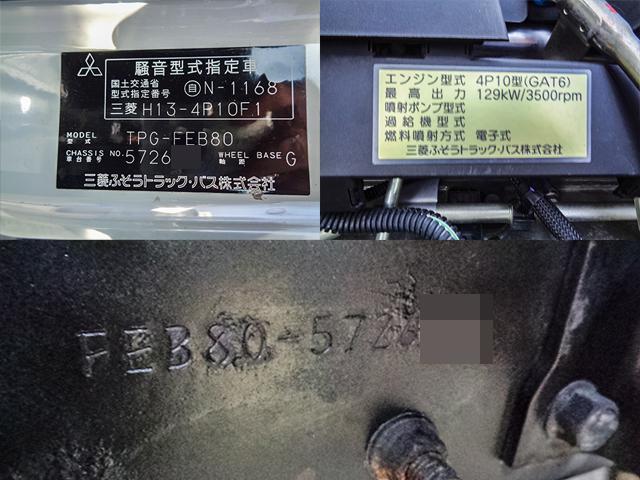 騒音型式指定車
国土交通省
型式指定番号 自N-1168
三菱 H13-4P10F.1
MODEL
型式 TPG-FEB80
CHASSIS NO. 5726 WHEEL BASE G
車台番号 軸距
三菱ふそうトラック・バス株式会社
エンジン型式 4P10型(GAT6)
最高出力 129kW/3500rpm
噴射ポンプ型式
過給機型式
燃料噴射方式 電子式
三菱ふそうトラック・バス株式会社
FEB80-5726